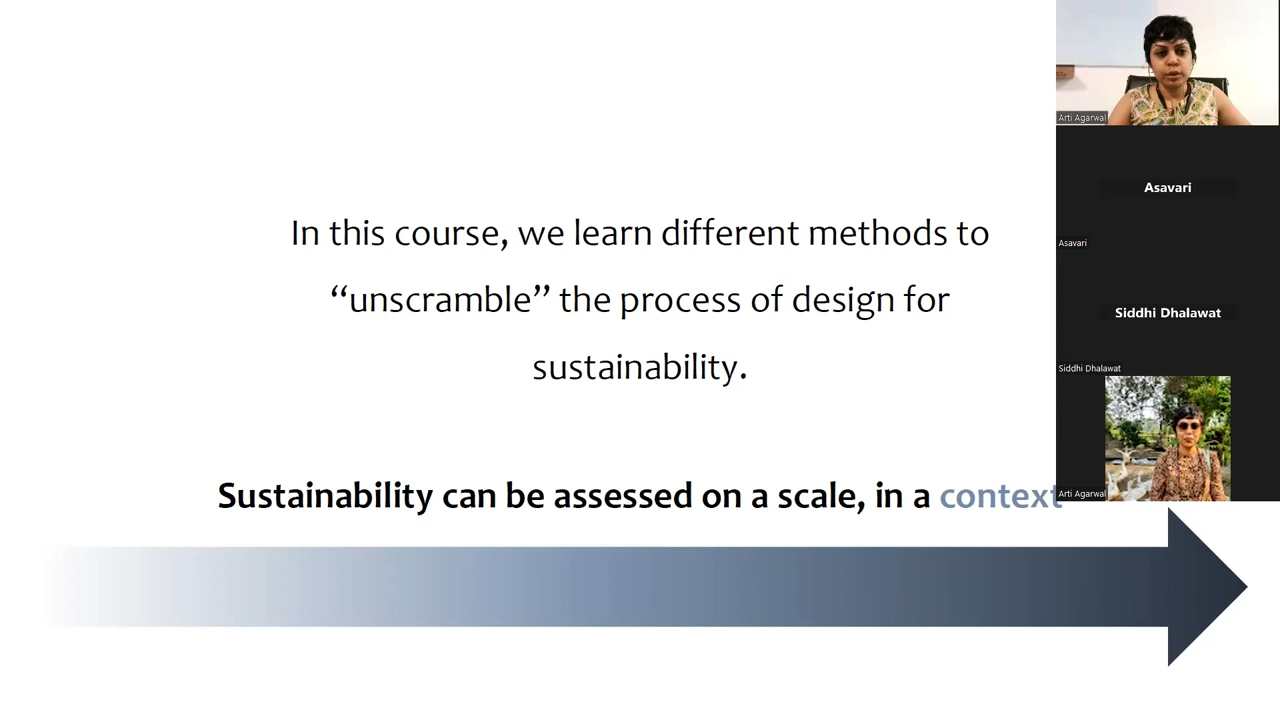 In this course, we learn different methods to
“unscramble” the process of design for
sustainability.
Sustainability can be assessed on a scale, in a context
Arti Agarwal
Asavari
Asavari
Siddhi Dhalawat
Siddhi Dhalawat
Arti Agarwal